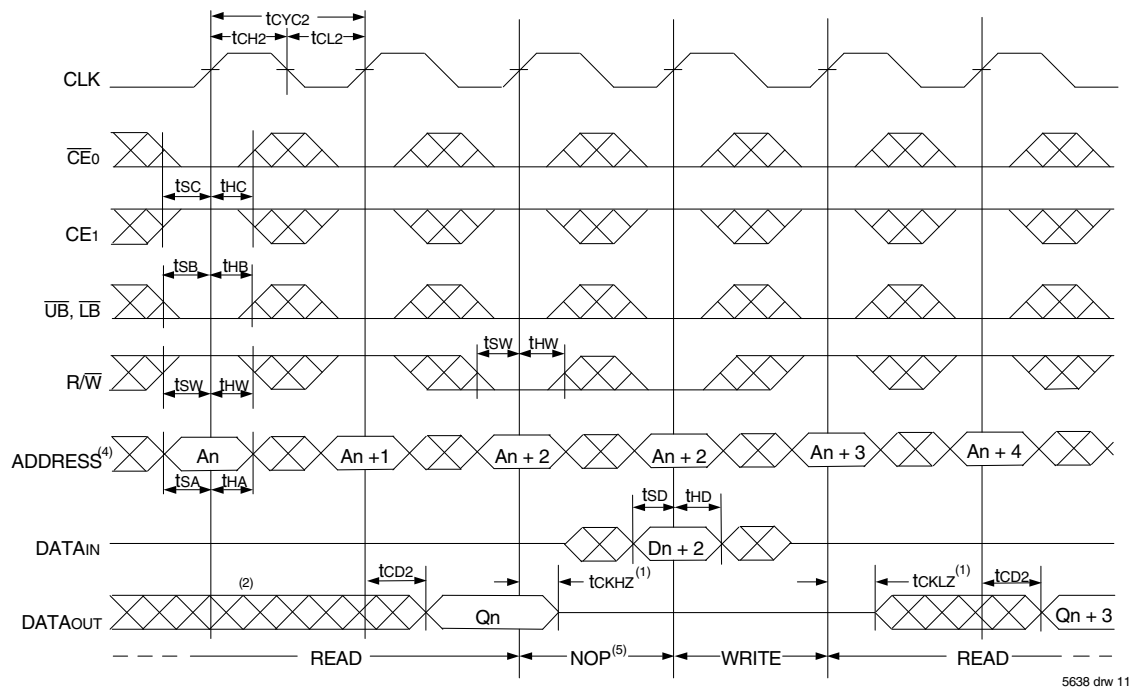 tCYC2
tCH2 tCL2
CLK
CE0
tSC tHC
CE1
tSB tHB
UB, LB
tSW tHW
R/W
tSW tHW
ADDRESS(4) An An +1 An + 2 An + 2 An + 3 An + 4
tSA tHA
tSD tHD
DATAIN Dn + 2
(2) tCD2 tCKHZ(1) tCKLZ(1) tCD2
DATAOUT Qn Qn + 3
READ NOP(5) WRITE READ
5638 drw 11